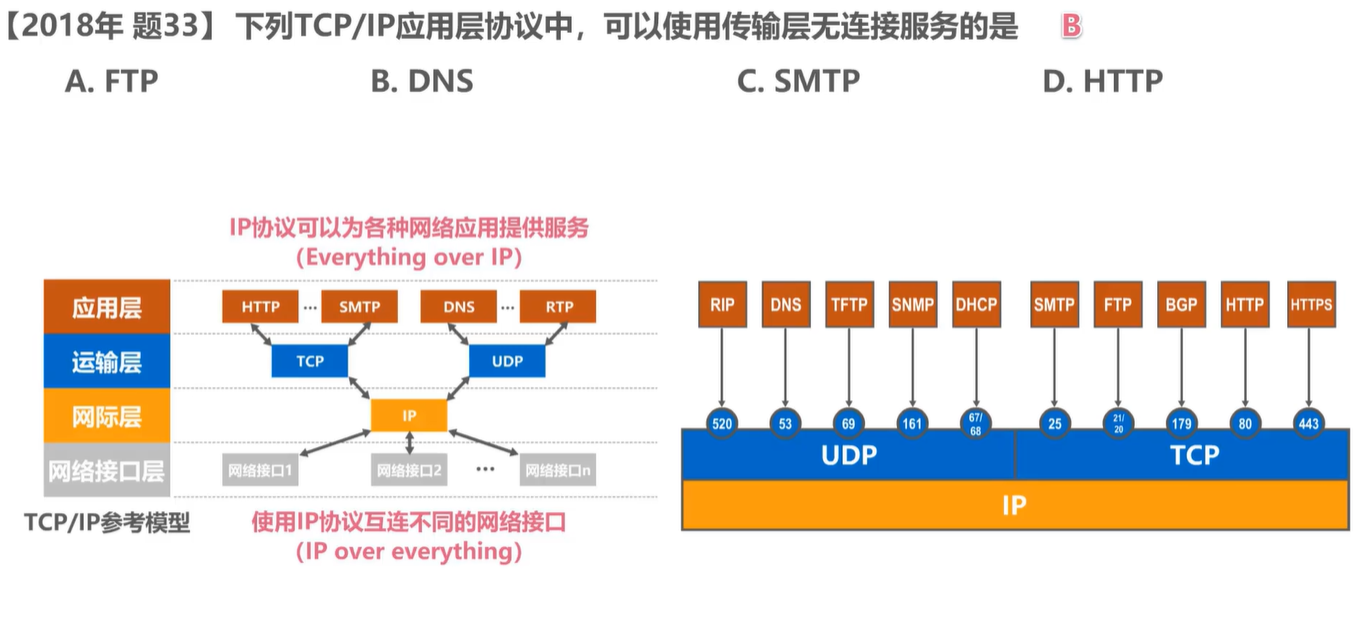 【2018年 题33】 下列TCP/IP应用层协议中，可以使用传输层无连接服务的是 B
A. FTP B. DNS C. SMTP D. HTTP
IP协议可以为各种网络应用提供服务
（Everything over IP）
应用层 HTTP ··· SMTP DNS ··· RTP
运输层 TCP UDP
网际层 IP
网络接口层 网络接口1 网络接口2 ··· 网络接口n
TCP/IP参考模型
使用IP协议互连不同的网络接口
（IP over everything）
RIP DNS TFTP SNMP DHCP SMTP FTP BGP HTTP HTTPS
520 53 69 161 67/68 25 21/20 179 80 443
UDP TCP
IP